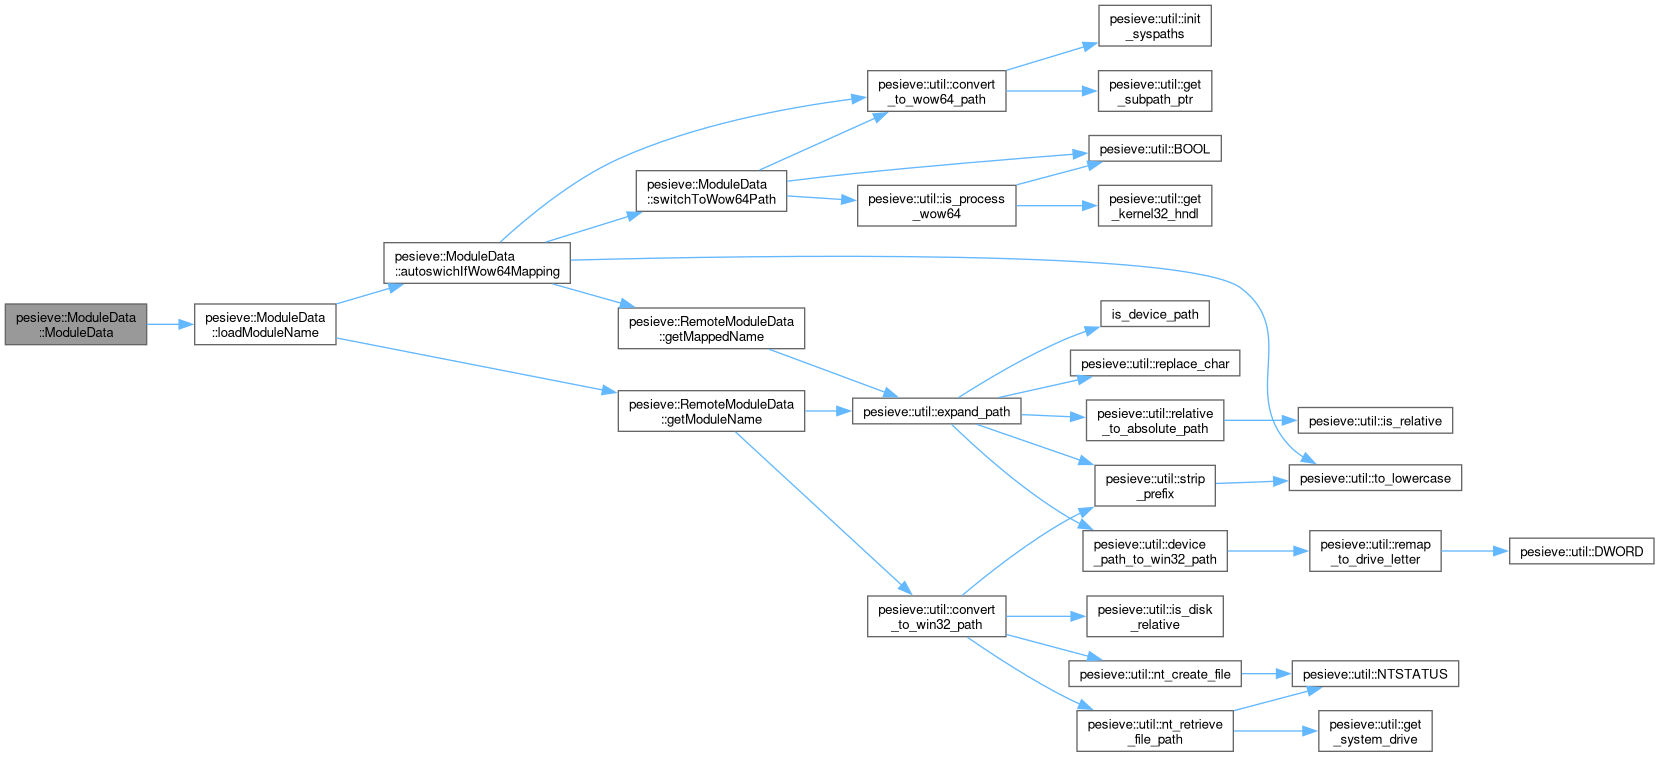 pesieve::ModuleData
::ModuleData
pesieve::ModuleData
::loadModuleName
pesieve::ModuleData
::autoswichIfWow64Mapping
pesieve::ModuleData
::switchToWow64Path
pesieve::RemoteModuleData
::getMappedName
pesieve::RemoteModuleData
::getModuleName
pesieve::util::convert
_to_wow64_path
pesieve::util::is_process
_wow64
pesieve::util::expand_path
pesieve::util::convert
_to_win32_path
pesieve::util::init
_syspaths
pesieve::util::get
_subpath_ptr
pesieve::util::BOOL
pesieve::util::get
_kernel32_hndl
is_device_path
pesieve::util::replace_char
pesieve::util::relative
_to_absolute_path
pesieve::util::strip
_prefix
pesieve::util::device
_path_to_win32_path
pesieve::util::is_disk
_relative
pesieve::util::nt_create_file
pesieve::util::nt_retrieve
_file_path
pesieve::util::is_relative
pesieve::util::to_lowercase
pesieve::util::remap
_to_drive_letter
pesieve::util::NTSTATUS
pesieve::util::get
_system_drive
pesieve::util::DWORD